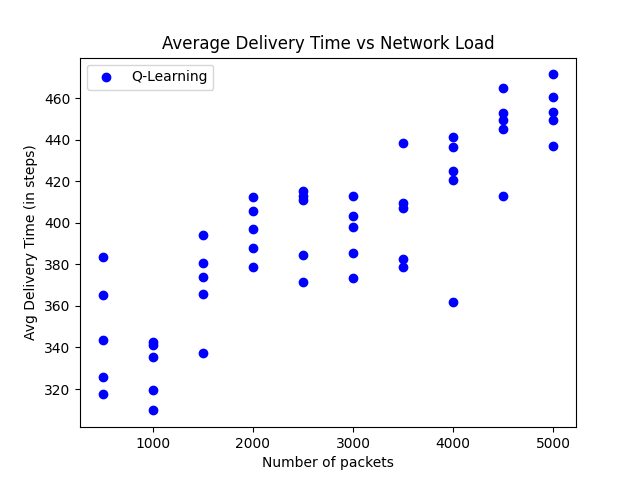 Average Delivery Time vs Network Load
Q-Learning
Avg Delivery Time (in steps)
460
440
420
400
380
360
340
320
1000 2000 3000 4000 5000
Number of packets